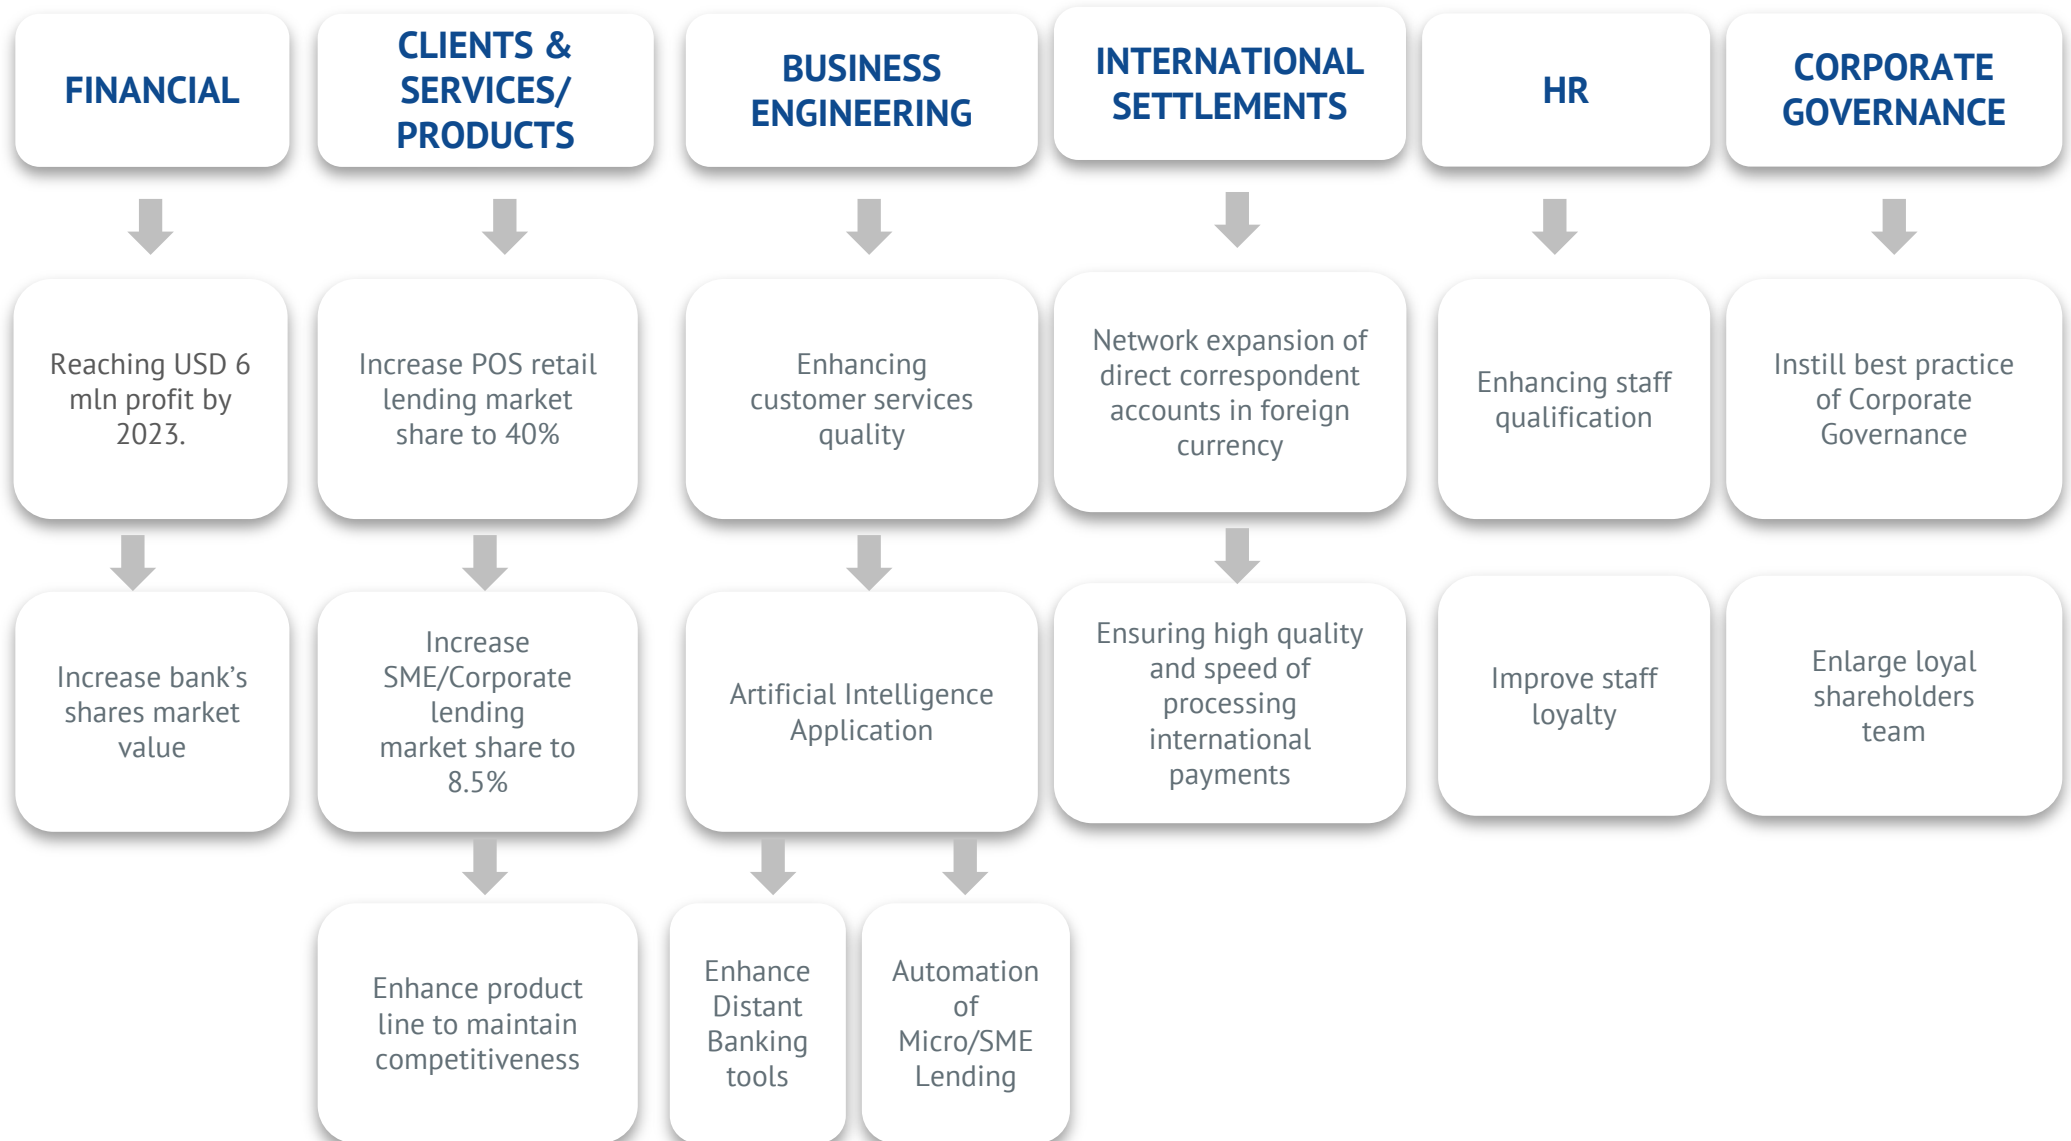 FINANCIAL
CLIENTS &
SERVICES/
PRODUCTS
BUSINESS
ENGINEERING
INTERNATIONAL
SETTLEMENTS
HR
CORPORATE
GOVERNANCE
Reaching USD 6
mln profit by
2023.
Increase POS retail
lending market
share to 40%
Enhancing
customer services
quality
Network expansion of
direct correspondent
accounts in foreign
currency
Enhancing staff
qualification
Instill best practice
of Corporate
Governance
Increase bank’s
shares market
value
Increase
SME/Corporate
lending
market share to
8.5%
Artificial Intelligence
Application
Ensuring high quality
and speed of
processing
international
payments
Improve staff
loyalty
Enlarge loyal
shareholders
team
Enhance product
line to maintain
competitiveness
Enhance
Distant
Banking
tools
Automation
of
Micro/SME
Lending